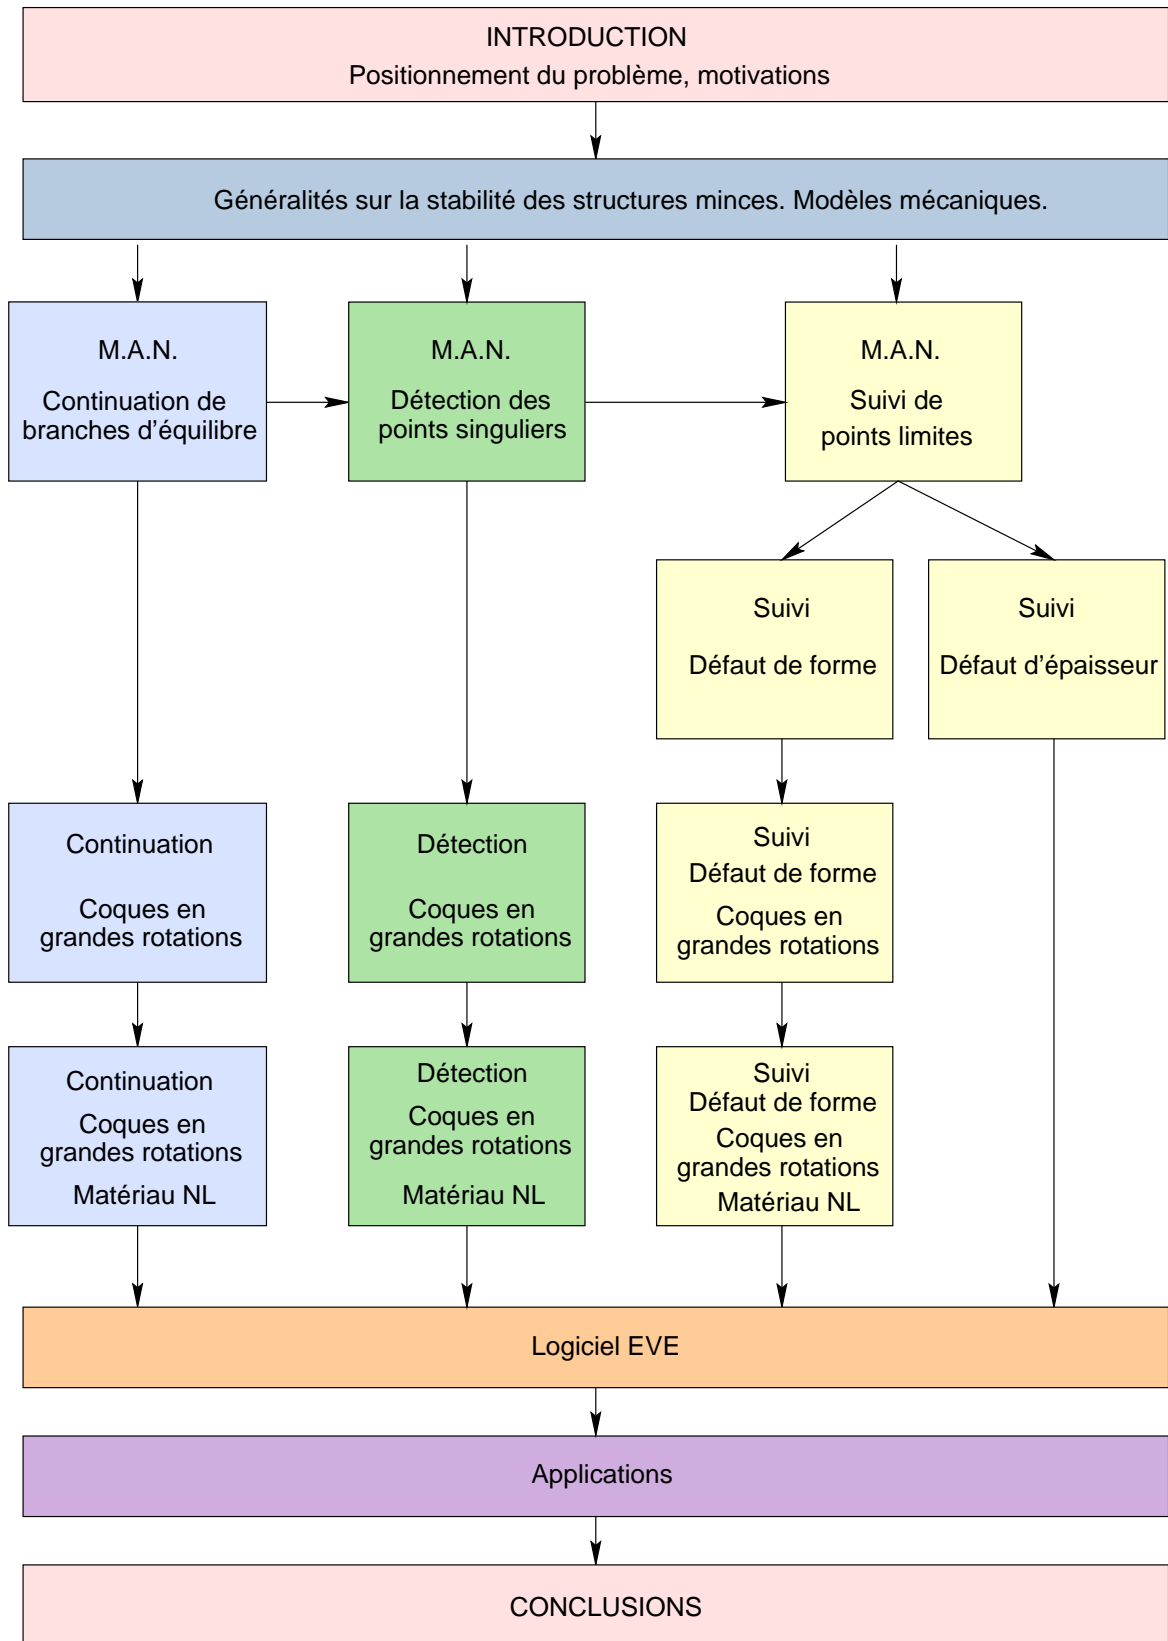 INTRODUCTION
Positionnement du problème, motivations
Généralités sur la stabilité des structures minces. Modèles mécaniques.
M.A.N.
Continuation de
branches d'équilibre
M.A.N.
Détection des
points singuliers
M.A.N.
Suivi de
points limites
Suivi
Défaut de forme
Suivi
Défaut d'épaisseur
Continuation
Coques en
grandes rotations
Détection
Coques en
grandes rotations
Suivi
Défaut de forme
Coques en
grandes rotations
Continuation
Coques en
grandes rotations
Matériau NL
Détection
Coques en
grandes rotations
Matériau NL
Suivi
Défaut de forme
Coques en
grandes rotations
Matériau NL
Logiciel EVE
Applications
CONCLUSIONS